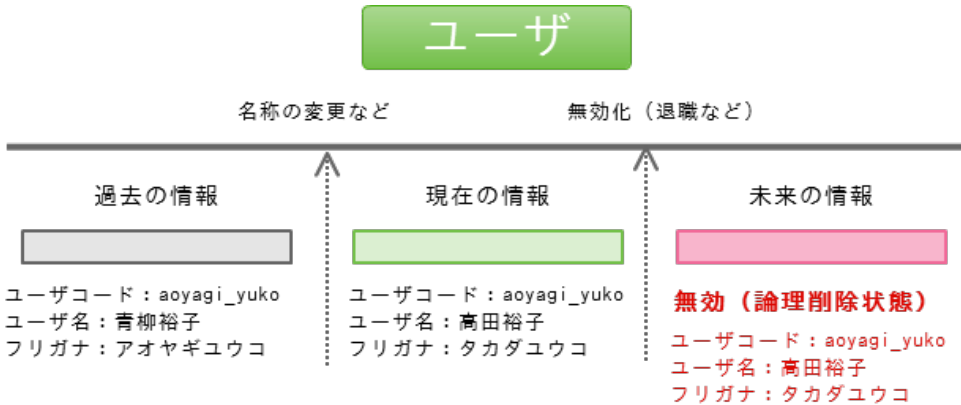 ユーザ
名称の変更など
無効化（退職など）
過去の情報
現在の情報
未来の情報
ユーザコード：aoyagi_yuko
ユーザ名：青柳裕子
フリガナ：アオヤギユウコ
ユーザコード：aoyagi_yuko
ユーザ名：高田裕子
フリガナ：タカダユウコ
無効（論理削除状態）
ユーザコード：aoyagi_yuko
ユーザ名：高田裕子
フリガナ：タカダユウコ